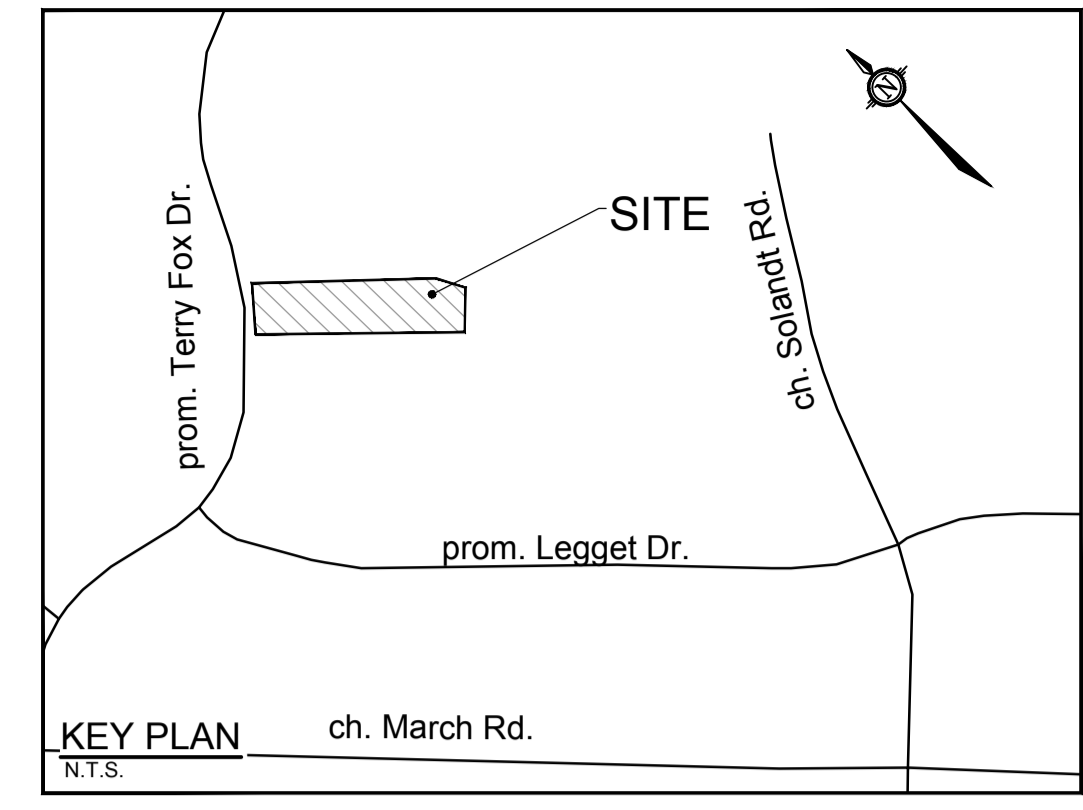 N
SITE
prom. Terry Fox Dr.
ch. Solandt Rd.
prom. Legget Dr.
ch. March Rd.
KEY PLAN
N.T.S.